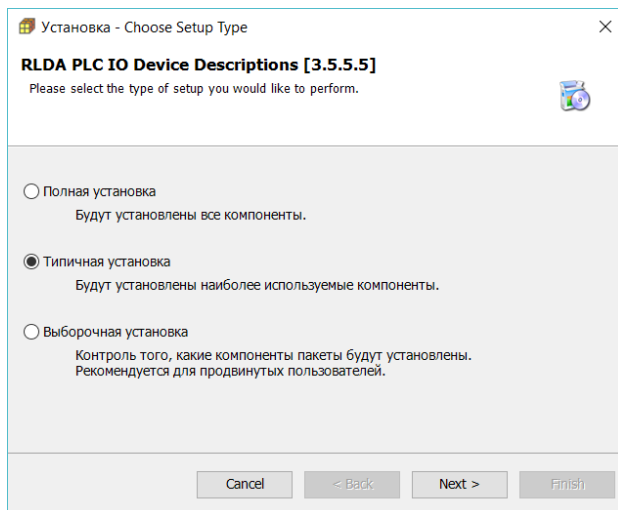 Установка - Choose Setup Type
RLDA PLC IO Device Descriptions [3.5.5.5]
Please select the type of setup you would like to perform.
Полная установка
Будут установлены все компоненты.
Типичная установка
Будут установлены наиболее используемые компоненты.
Выборочная установка
Контроль того, какие компоненты пакеты будут установлены.
Рекомендуется для продвинутых пользователей.
Cancel < Back Next > Finish